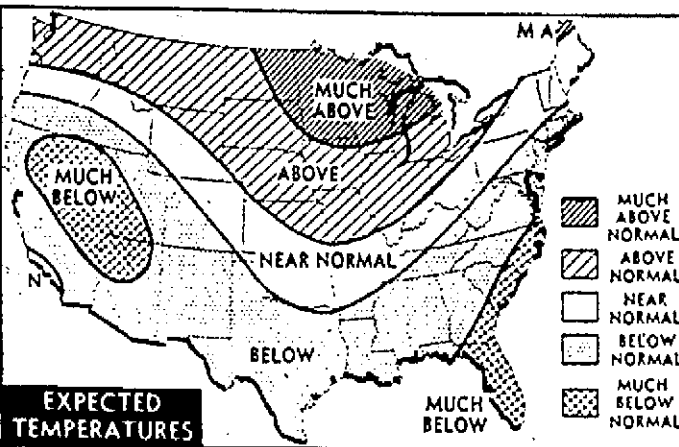 M A
MUCH
ABOVE
ABOVE
MUCH
BELOW
NEAR NORMAL
N
BELOW
MUCH
BELOW
EXPECTED
TEMPERATURES
MUCH
ABOVE
NORMAL
ABOVE
NORMAL
NEAR
NORMAL
BELOW
NORMAL
MUCH
BELOW
NORMAL